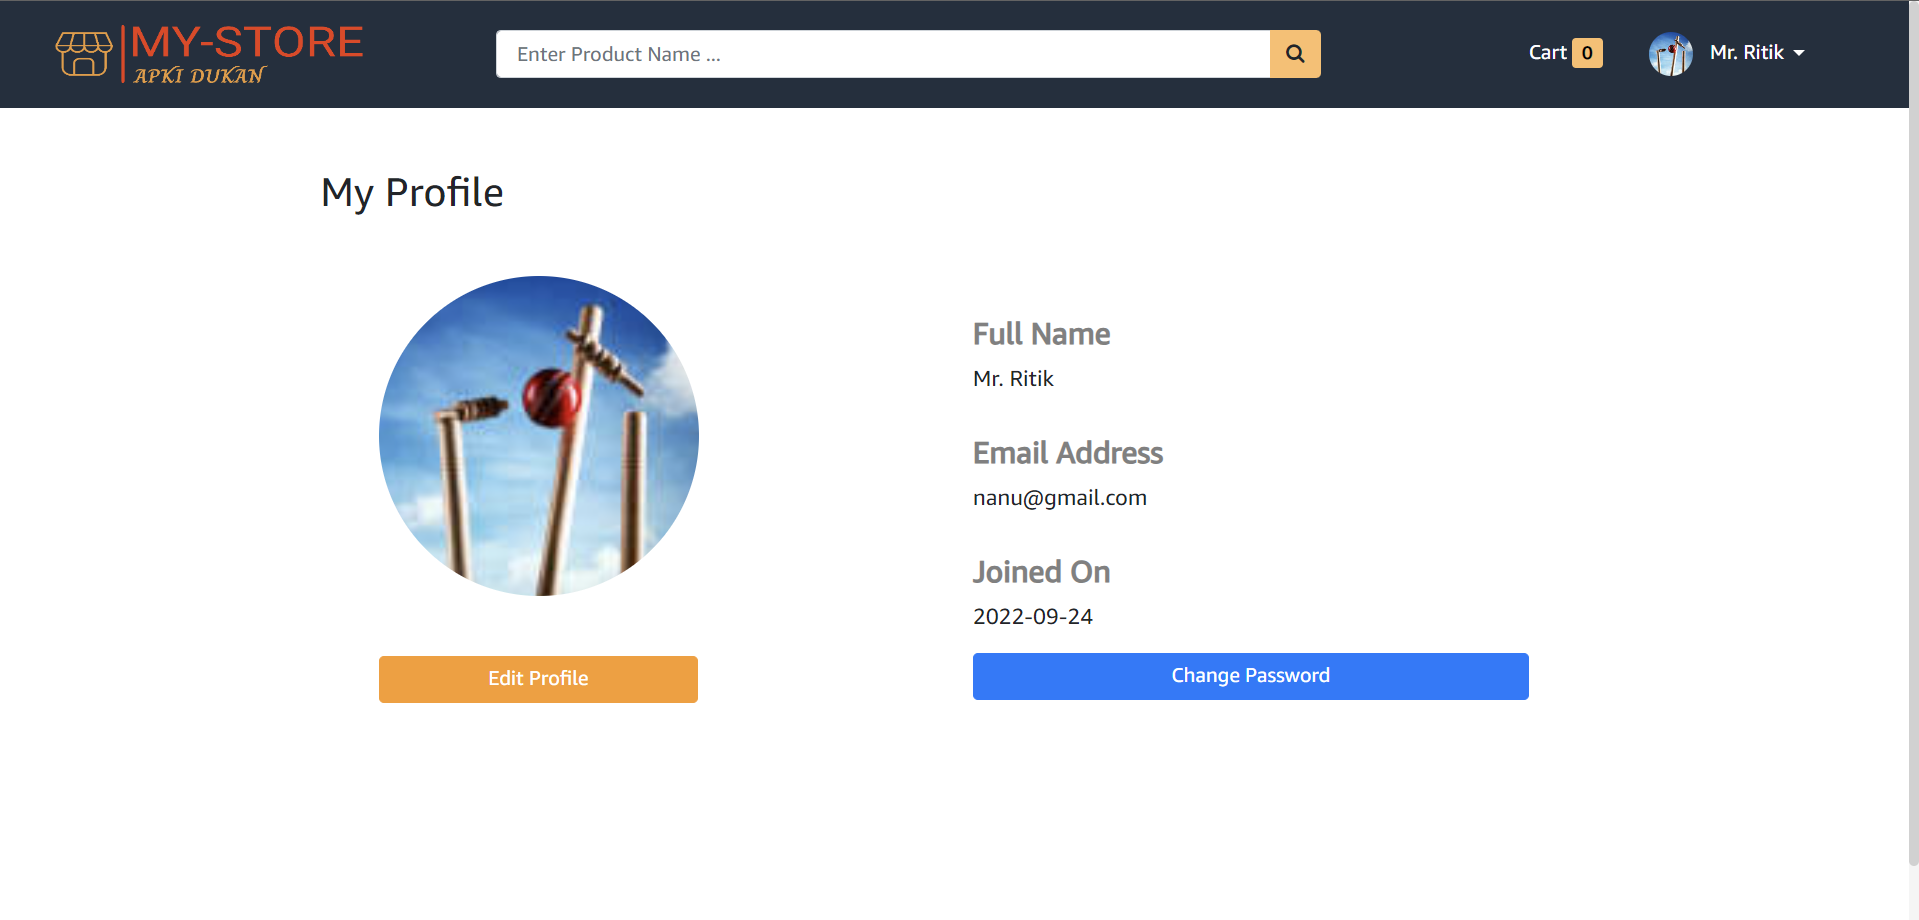 MY-STORE
APKI DUKAN
Enter Product Name ...
Cart 0
Mr. Ritik
My Profile
Full Name
Mr. Ritik
Email Address
nanu@gmail.com
Joined On
2022-09-24
Edit Profile
Change Password